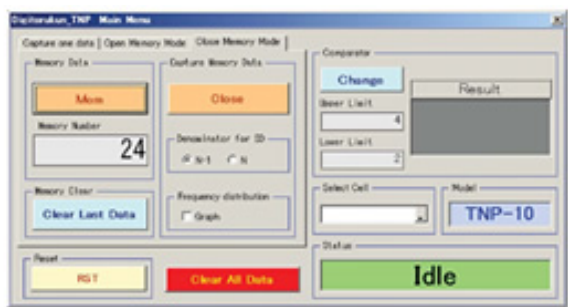 Digitorukun_TNP Main Menu
Capture one data
Open Memory Mode
Close Memory Mode
Memory Data
Mem
Memory Number
24
Memory Clear
Clear Last Data
Capture Memory Data
Close
Denominator for SD
N-1
N
Frequency distribution
Graph
Comparator
Change
Upper Limit
4
Lower Limit
2
Result
Select Cell
Model
TNP-10
Reset
RST
Clear All Data
Status
Idle